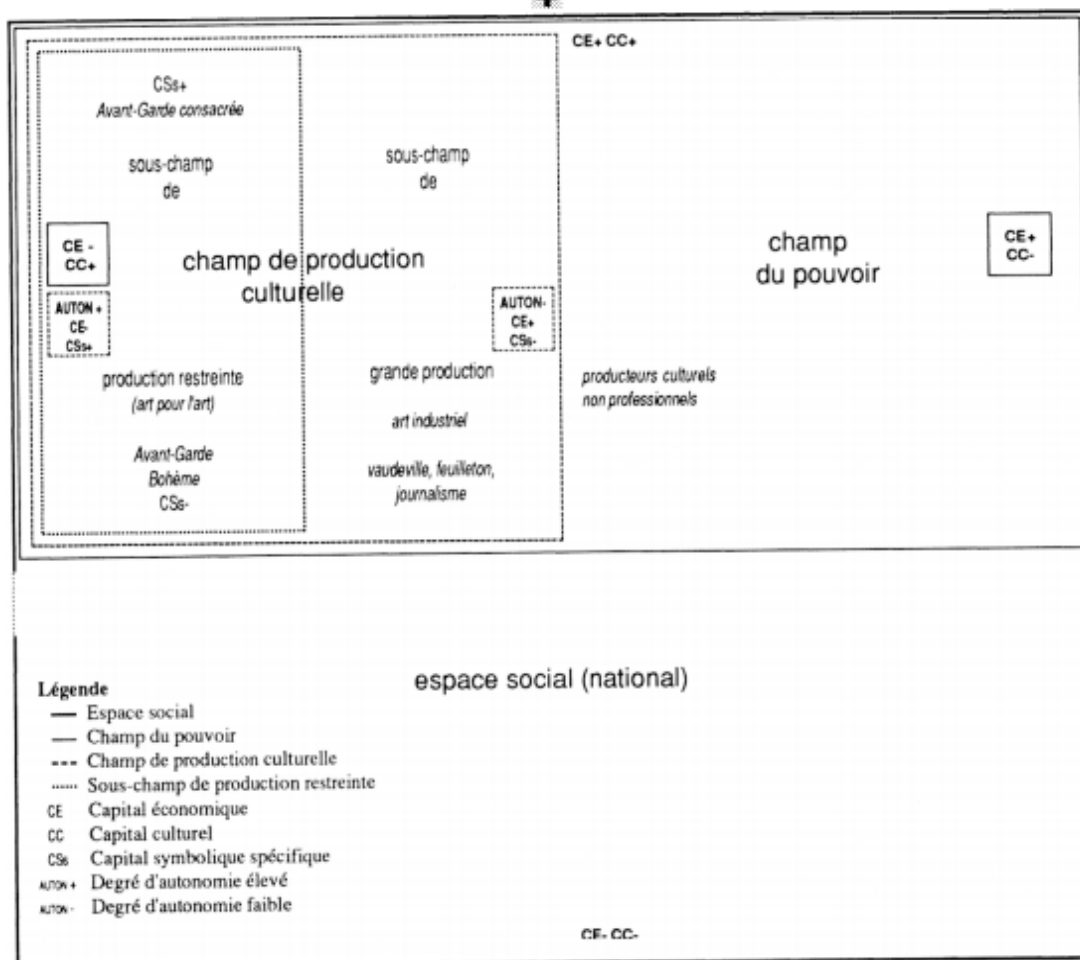 CE+ CC+
CSs+
Avant-Garde consacrée
sous-champ
de
sous-champ
de
CE -
CC+
champ de production
culturelle
champ
du pouvoir
CE+
CC-
AUTON +
CE-
CSs+
AUTON-
CE+
CSs-
production restreinte
(art pour l'art)
grande production
producteurs culturels
non professionnels
art industriel
Avant-Garde
Bohème
CSs-
vaudeville, feuilleton,
journalisme
espace social (national)
Légende
Espace social
Champ du pouvoir
Champ de production culturelle
Sous-champ de production restreinte
CE Capital économique
CC Capital culturel
CSs Capital symbolique spécifique
AUTON + Degré d'autonomie élevé
AUTON - Degré d'autonomie faible
CE- CC-